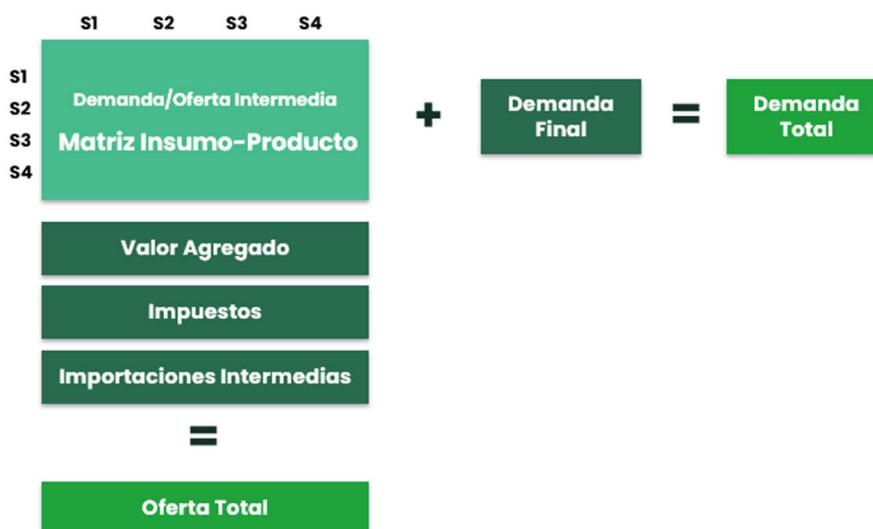 S1 S2 S3 S4
S1
S2
S3
S4
Demanda/Oferta Intermedia
Matriz Insumo-Producto
+
Demanda
Final
=
Demanda
Total
Valor Agregado
Impuestos
Importaciones Intermedias
=
Oferta Total